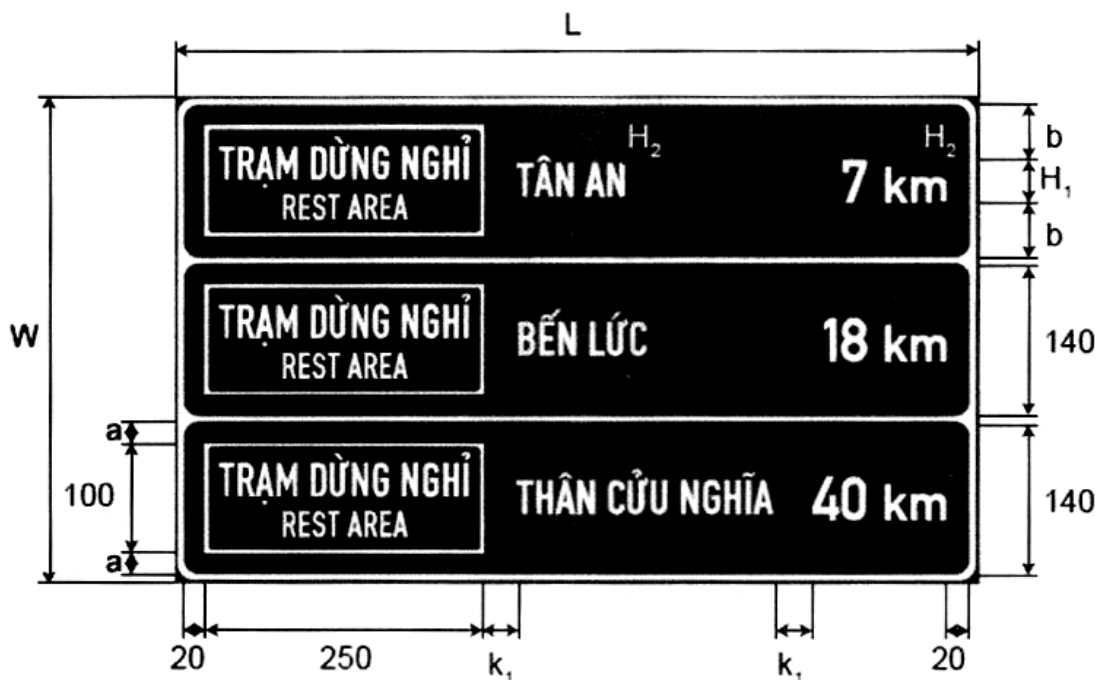 L
W
TRẠM DỪNG NGHỈ
REST AREA
TÂN AN
H₂
7 km
H₂
b
H₁
b
TRẠM DỪNG NGHỈ
REST AREA
BẾN LỨC
18 km
140
a
100
a
TRẠM DỪNG NGHỈ
REST AREA
THÂN CỬU NGHĨA
40 km
140
20
250
k₁
k₁
20